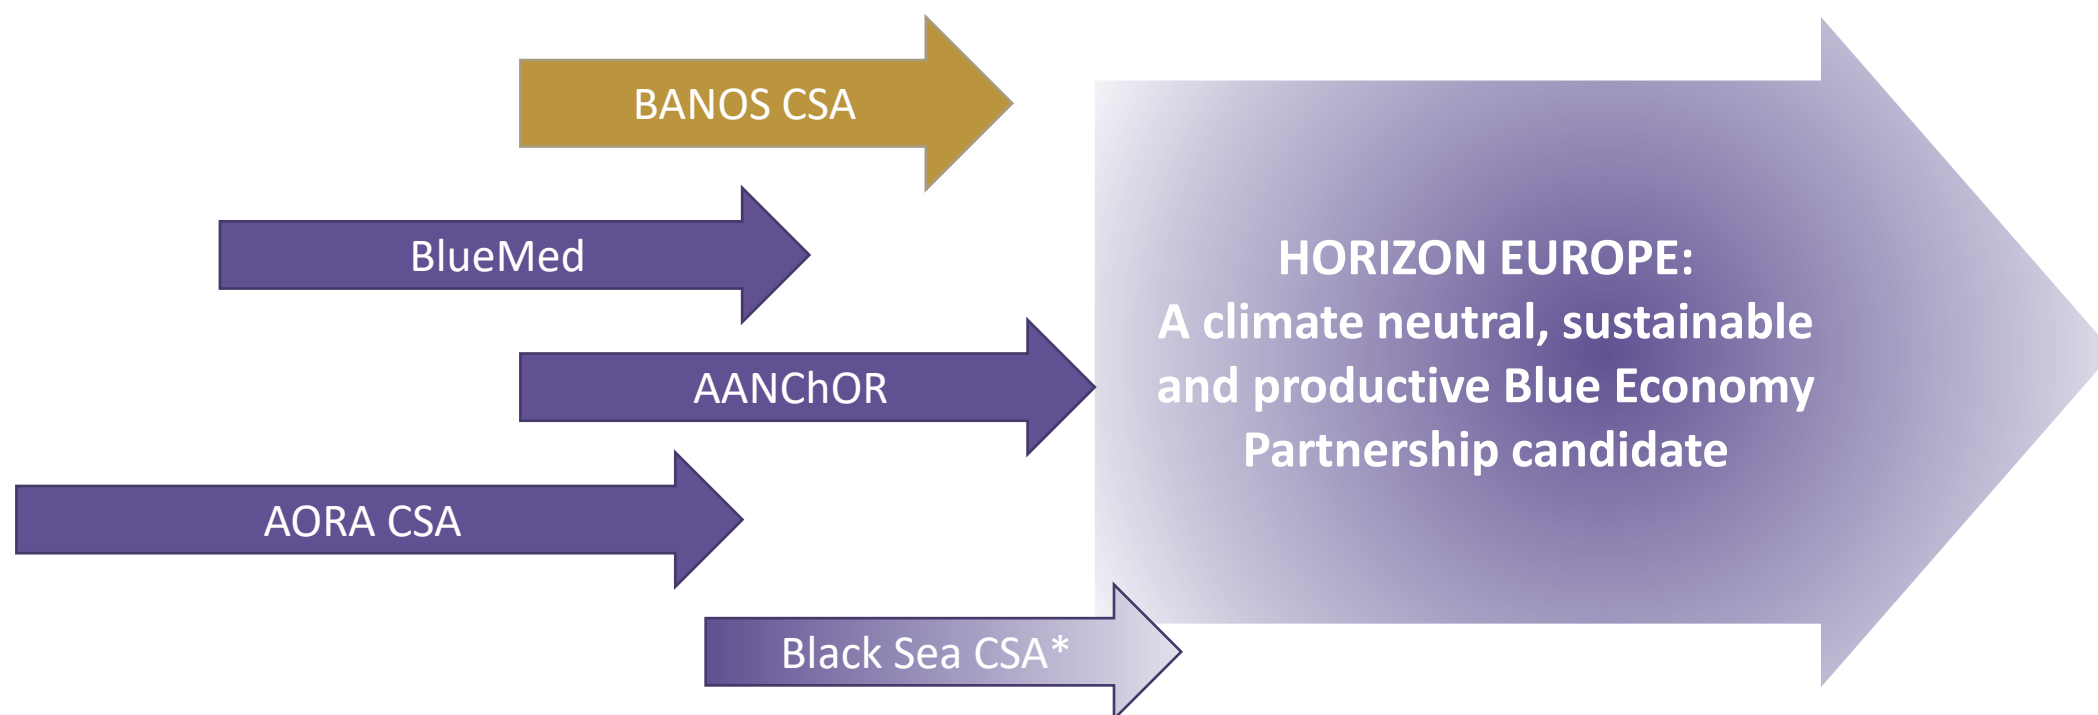 BANOS CSA
BlueMed
AANChOR
AORA CSA
Black Sea CSA*
HORIZON EUROPE:
A climate neutral, sustainable
and productive Blue Economy
Partnership candidate